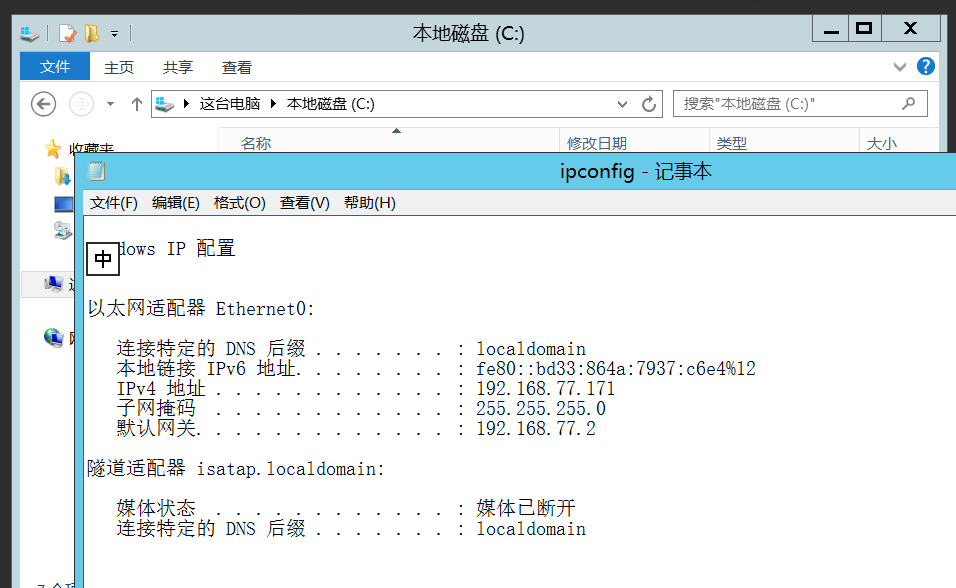 本地磁盘 (C:)
文件 主页 共享 查看
这台电脑 本地磁盘 (C:) 搜索"本地磁盘 (C:)"
名称 修改日期 类型 大小
收藏夹
ipconfig - 记事本
文件(F) 编辑(E) 格式(O) 查看(V) 帮助(H)
dows IP 配置
中
以太网适配器 Ethernet0:
连接特定的 DNS 后缀 . . . . . . . : localdomain
本地链接 IPv6 地址. . . . . . . . : fe80::bd33:864a:7937:c6e4%12
IPv4 地址 . . . . . . . . . . . . : 192.168.77.171
子网掩码  . . . . . . . . . . . . : 255.255.255.0
默认网关. . . . . . . . . . . . . : 192.168.77.2
隧道适配器 isatap.localdomain:
媒体状态  . . . . . . . . . . . . : 媒体已断开
连接特定的 DNS 后缀 . . . . . . . : localdomain